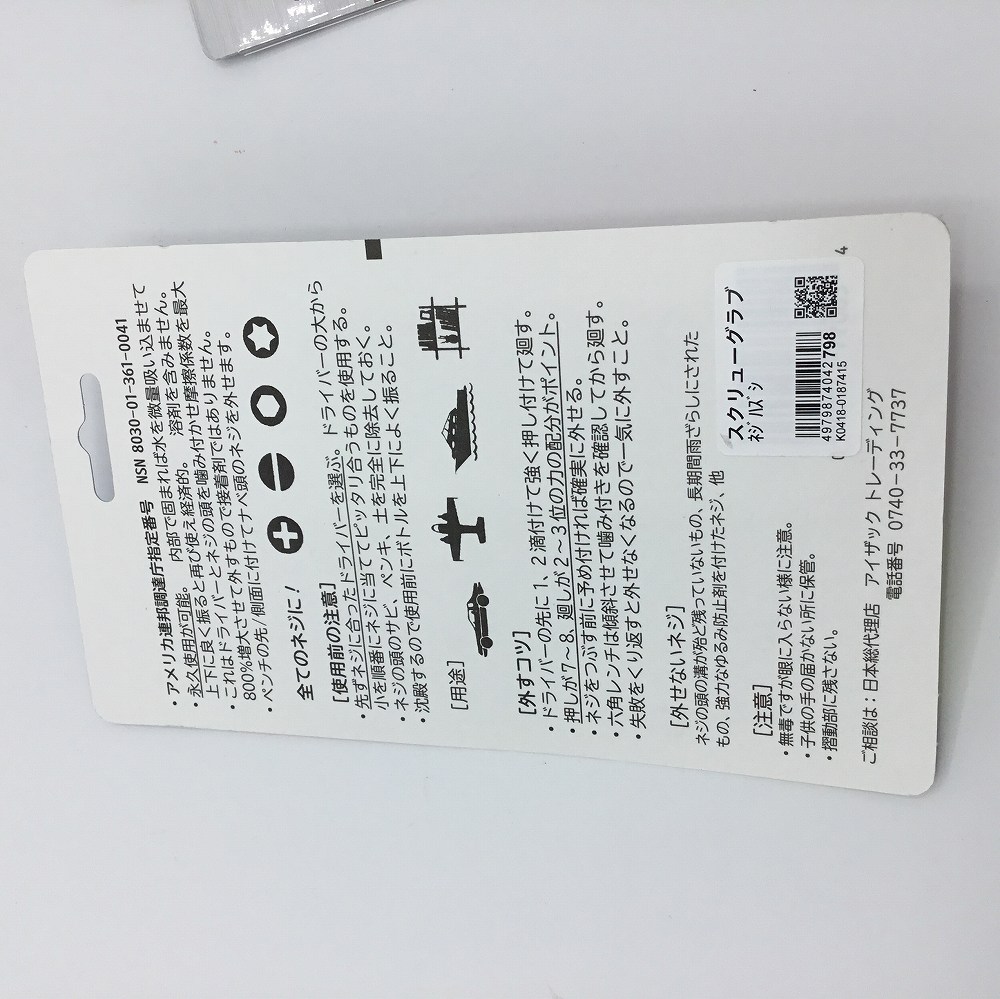 ・アメリカ連邦調達庁指定番号　NSN 8030-01-361-0041
・永久使用が可能。　内部で固まれば水を微量吸い込ませて
上下に良く振ると再び使え経済的。　溶剤を含みません。
・これはドライバーとネジの頭を噛み付かせ摩擦係数を最大
800%増大させて外すもので接着剤ではありません。
・ペンチの先/側面に付けてナベ頭のネジを外せます。
全てのネジに！
[使用前の注意]
・先ずネジに合ったドライバーを選ぶ。ドライバーの大から
小を順番にネジに当ててピッタリ合うものを使用する。
・ネジの頭のサビ、ペンキ、土を完全に除去しておく。
・沈殿するので使用前にボトルを上下によく振ること。
[用途]
[外すコツ]
・ドライバーの先に1、2滴付けて強く押し付けて廻す。
・押しが7～8、廻しが2～3位の力の配分がポイント。
・ネジをつぶす前に予め付ければ確実に外せる。
・六角レンチは傾斜させて噛み付きを確認してから廻す。
・失敗をくり返すと外せなくなるので一気に外すこと。
[外せないネジ]
ネジの頭の溝が殆ど残っていないもの、長期間雨ざらしにされた
もの、強力なゆるみ防止剤を付けたネジ、他
[注意]
・無毒ですが眼に入らない様に注意。
・子供の手の届かない所に保管。
・摺動部に残さない。
ご相談は：日本総代理店　アイザック トレーディング
電話番号 0740-33-7737
スクリューグラブ
ﾈｼﾞﾊｽﾞｼ
4979874042798
K0418-0187415
4